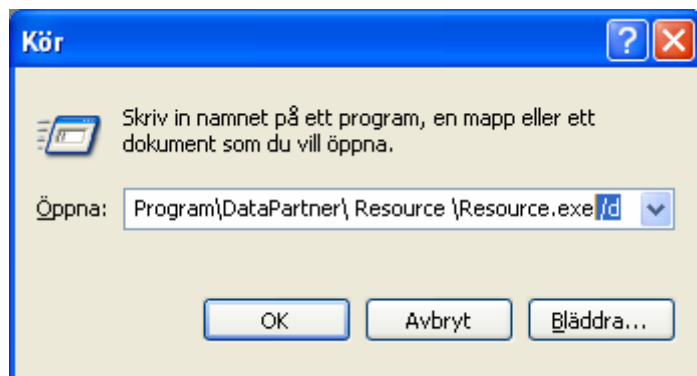 Kör
Skriv in namnet på ett program, en mapp eller ett
dokument som du vill öppna.
Öppna: Program\DataPartner\ Resource \Resource.exe /d
OK Avbryt Bläddra...